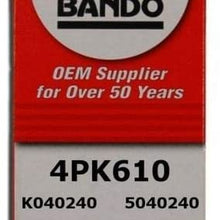 BANDO
OEM Supplier
for Over 50 Years
4PK610
K040240 5040240